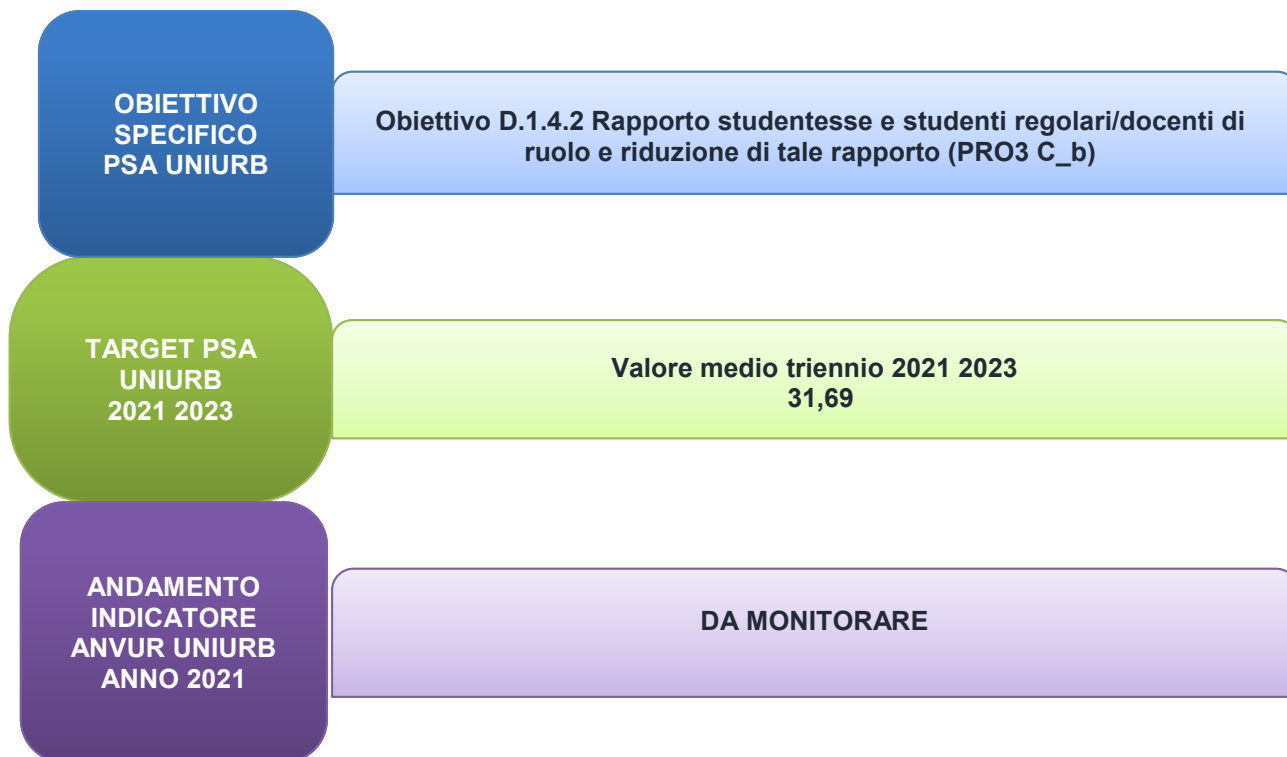 OBIETTIVO
SPECIFICO
PSA UNIURB
Obiettivo D.1.4.2 Rapporto studentesse e studenti regolari/docenti di
ruolo e riduzione di tale rapporto (PRO3 C_b)
TARGET PSA
UNIURB
2021 2023
Valore medio triennio 2021 2023
31,69
ANDAMENTO
INDICATORE
ANVUR UNIURB
ANNO 2021
DA MONITORARE